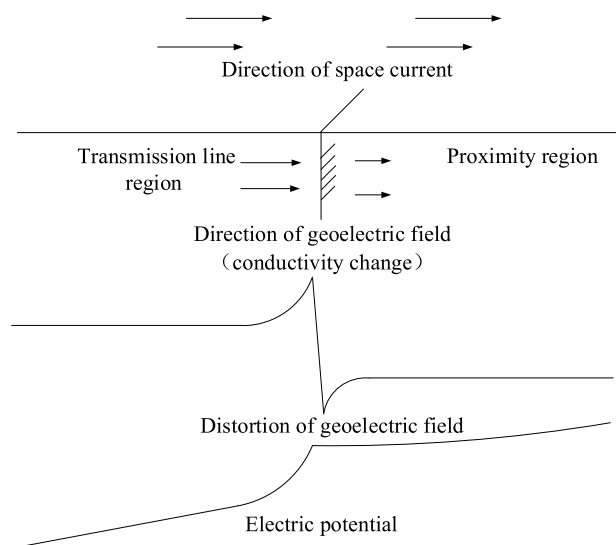 Direction of space current
Transmission line
region
Proximity region
Direction of geoelectric field
（conductivity change）
Distortion of geoelectric field
Electric potential